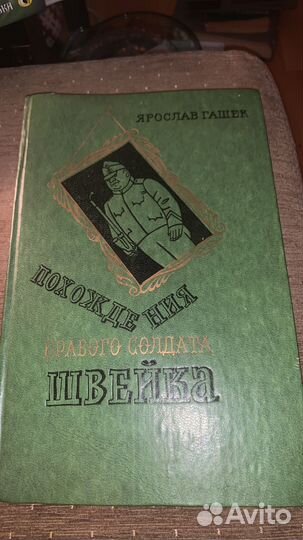 ЯРОСЛАВ ГАШЕК
ПОХОЖДЕНИЯ
БРАВОГО СОЛДАТА
ШВЕЙКА
Avito